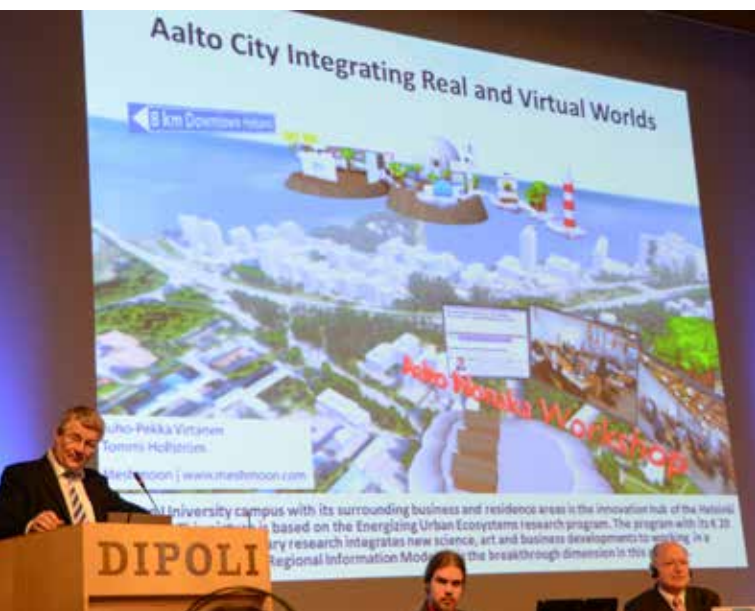 Aalto City Integrating Real and Virtual Worlds
8 km Downtown
Aalto Workshop
Juho-Pekka Virtanen
Tommi Hollström
Meshmoon | www.meshmoon.com
University campus with its surrounding business and residence areas is the innovation hub of the Helsinki
is based on the Energizing Urban Ecosystems research program. The program with its € 20
research integrates new science, art and business developments to working in a
Regional Information the breakthrough dimension in this
DIPOLI